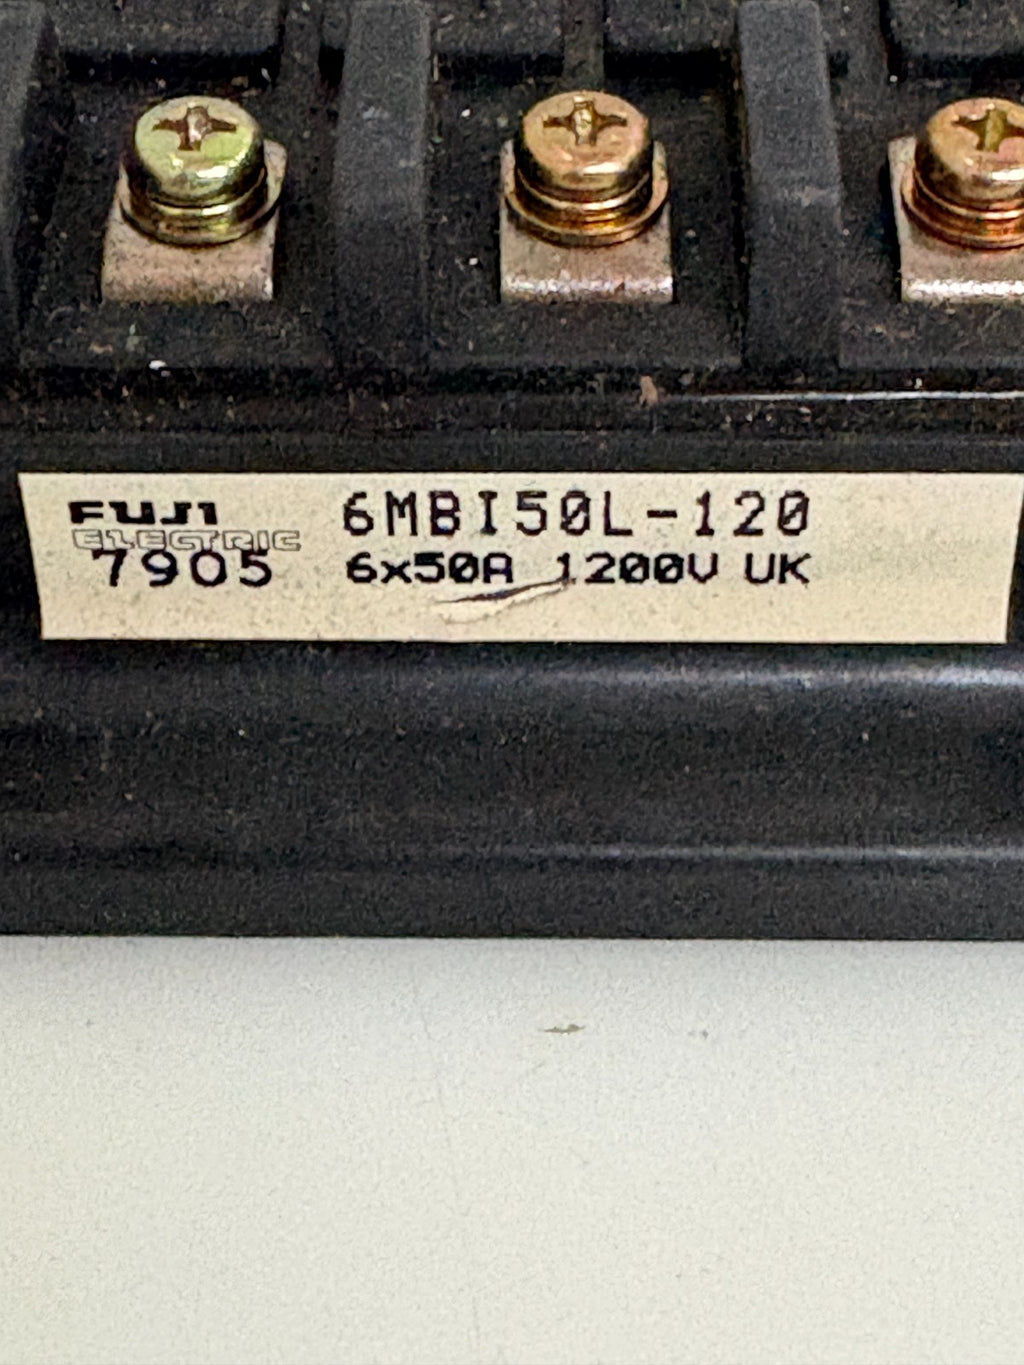 FUJI
ELECTRIC
7905
6MBI50L-120
6x50A 1200V UK